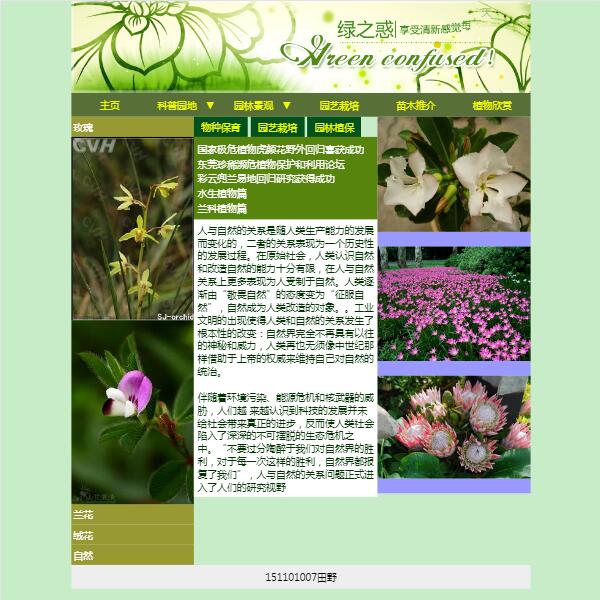 绿之惑 享受清新感觉每
Green confused!
主页 科普园地 ▼ 园林景观 ▼ 园艺栽培 苗木推介 植物欣赏
玫瑰
CVH
SJ-orchid
兰花
绒花
自然
物种保育 园艺栽培 园林植保
国家极危植物虎颜花野外回归喜获成功
东莞珍稀濒危植物保护和利用论坛
彩云兜兰易地回归研究获得成功
水生植物篇
兰科植物篇
人与自然的关系是随人类生产能力的发展
而变化的，二者的关系表现为一个历史性
的发展过程。在原始社会，人类认识自然
和改造自然的能力十分有限，在人与自然
关系上更多表现为人受制于自然。人类逐
渐由“敬畏自然”的态度变为“征服自
然”，自然成为人类改造的对象。。工业
文明的出现使得人类和自然的关系发生了
根本性的改变：自然界完全不再具有以往
的神秘和威力，人类再也无须像中世纪那
样借助于上帝的权威来维持自己对自然的
统治。
伴随着环境污染、能源危机和核武器的威
胁，人们越 来越认识到科技的发展并未
给社会带来真正的进步，反而使人类社会
陷入了深深的不可摆脱的生态危机之
中。“不要过分陶醉于我们对自然界的胜
利，对于每一次这样的胜利，自然界都报
复了我们”，人与自然的关系问题正式进
入了人们的研究视野
151101007田野